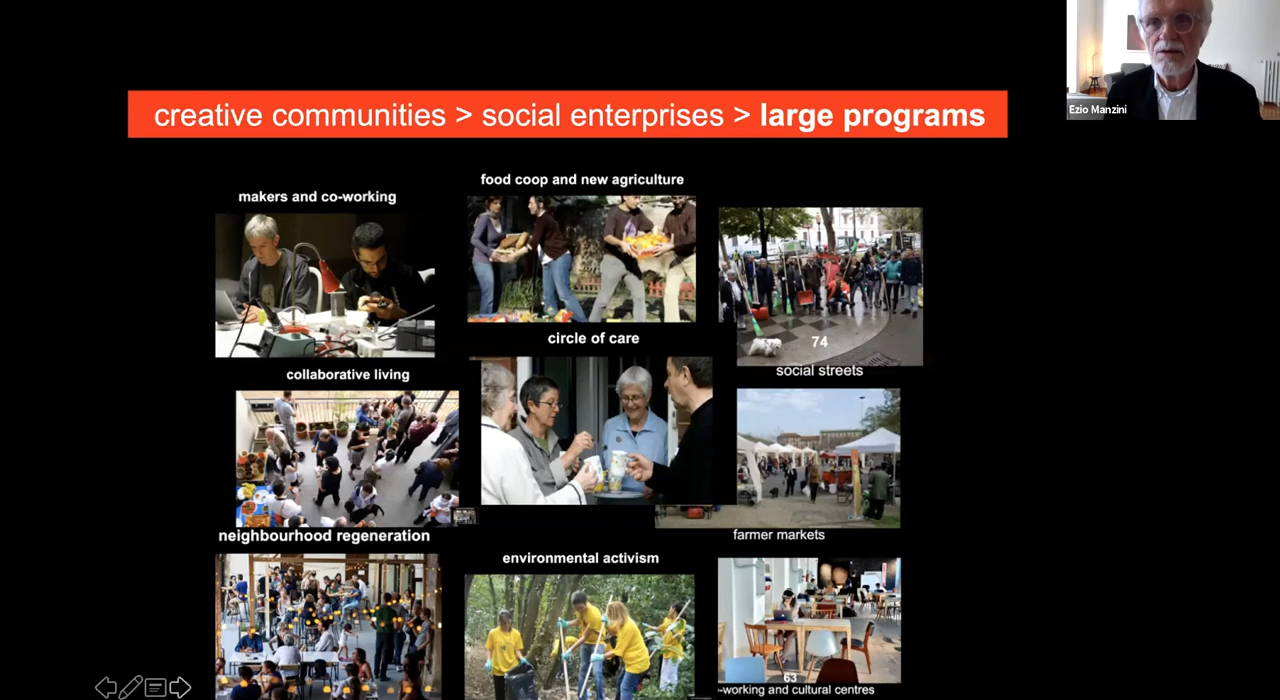 creative communities > social enterprises > large programs
Ezio Manzini
food coop and new agriculture
makers and co-working
circle of care
74
social streets
collaborative living
neighbourhood regeneration
farmer markets
environmental activism
63
-working and cultural centres